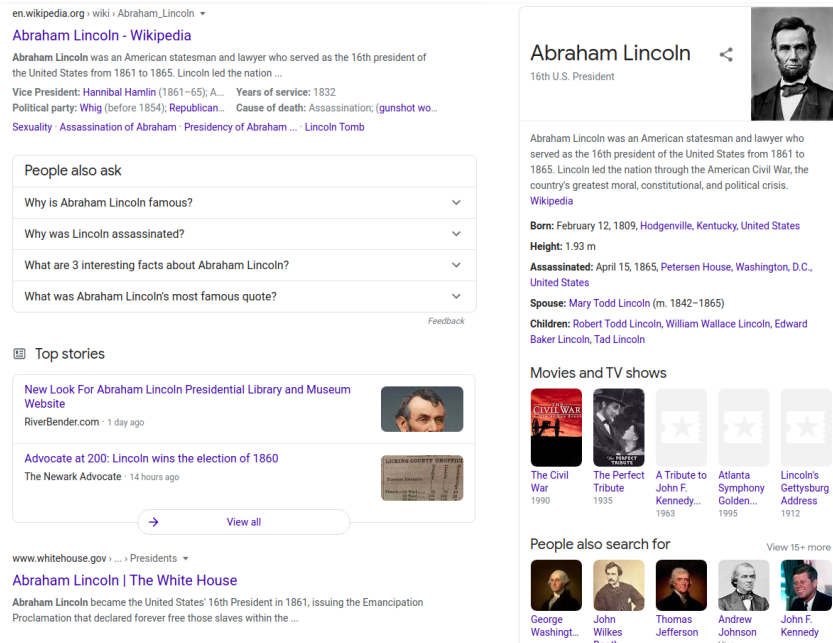 en.wikipedia.org › wiki › Abraham_Lincoln
Abraham Lincoln - Wikipedia
Abraham Lincoln was an American statesman and lawyer who served as the 16th president of
the United States from 1861 to 1865. Lincoln led the nation ...
Vice President: Hannibal Hamlin (1861–65); A... Years of service: 1832
Political party: Whig (before 1854); Republican... Cause of death: Assassination; (gunshot wo...
Sexuality · Assassination of Abraham · Presidency of Abraham ... · Lincoln Tomb
People also ask
Why is Abraham Lincoln famous?
Why was Lincoln assassinated?
What are 3 interesting facts about Abraham Lincoln?
What was Abraham Lincoln's most famous quote?
Feedback
Top stories
New Look For Abraham Lincoln Presidential Library and Museum
Website
RiverBender.com · 1 day ago
Advocate at 200: Lincoln wins the election of 1860
The Newark Advocate · 14 hours ago
LICKING COUNTY UNOFFIC
View all
www.whitehouse.gov › ... › Presidents
Abraham Lincoln | The White House
Abraham Lincoln became the United States' 16th President in 1861, issuing the Emancipation
Proclamation that declared forever free those slaves within the ...
Abraham Lincoln
16th U.S. President
Abraham Lincoln was an American statesman and lawyer who
served as the 16th president of the United States from 1861 to
1865. Lincoln led the nation through the American Civil War, the
country's greatest moral, constitutional, and political crisis.
Wikipedia
Born: February 12, 1809, Hodgenville, Kentucky, United States
Height: 1.93 m
Assassinated: April 15, 1865, Petersen House, Washington, D.C.,
United States
Spouse: Mary Todd Lincoln (m. 1842–1865)
Children: Robert Todd Lincoln, William Wallace Lincoln, Edward
Baker Lincoln, Tad Lincoln
Movies and TV shows
THE
CIVIL WAR
The PERFECT
TRIBUTE
The Civil
War
1990
The Perfect
Tribute
1935
A Tribute to
John F.
Kennedy...
1963
Atlanta
Symphony
Golden...
1995
Lincoln's
Gettysburg
Address
1912
People also search for
View 15+ more
George
Washingt...
John
Wilkes
Thomas
Jefferson
Andrew
Johnson
John F.
Kennedy